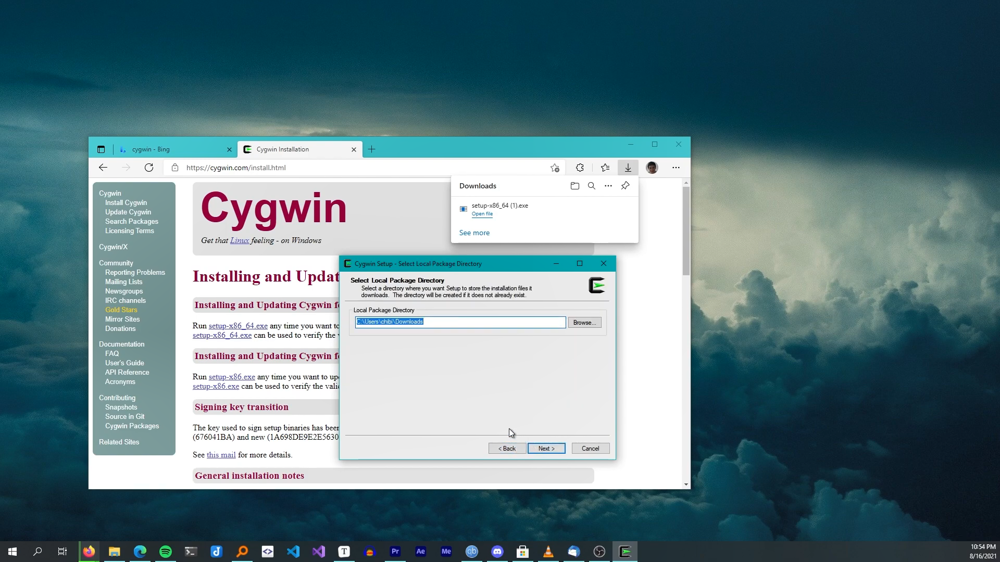 cygwin - Bing
Cygwin Installation
https://cygwin.com/install.html
Cygwin
Install Cygwin
Update Cygwin
Search Packages
Licensing Terms
Cygwin/X
Community
Reporting Problems
Mailing Lists
Newsgroups
IRC channels
Gold Stars
Mirror Sites
Donations
Documentation
FAQ
User's Guide
API Reference
Acronyms
Contributing
Snapshots
Source in Git
Cygwin Packages
Related Sites
Cygwin
Get that Linux feeling - on Windows
Installing and Updat
Installing and Updating Cygwin f
Run setup-x86_64.exe any time you want to
setup-x86_64.exe can be used to verify the
Installing and Updating Cygwin f
Run setup-x86.exe any time you want to up
setup-x86.exe can be used to verify the vali
Signing key transition
The key used to sign setup binaries has been
(676041BA) and new (1A698DE9E2E5630
See this mail for more details.
General installation notes
Downloads
setup-x86_64 (1).exe
Open file
See more
Cygwin Setup - Select Local Package Directory
Select Local Package Directory
Select a directory where you want Setup to store the installation files it
downloads. The directory will be created if it does not already exist.
Local Package Directory
C:\Users\chibi\Downloads
Browse...
< Back
Next >
Cancel
T
Pr
Ae
Me
qb
10:54 PM
8/16/2021